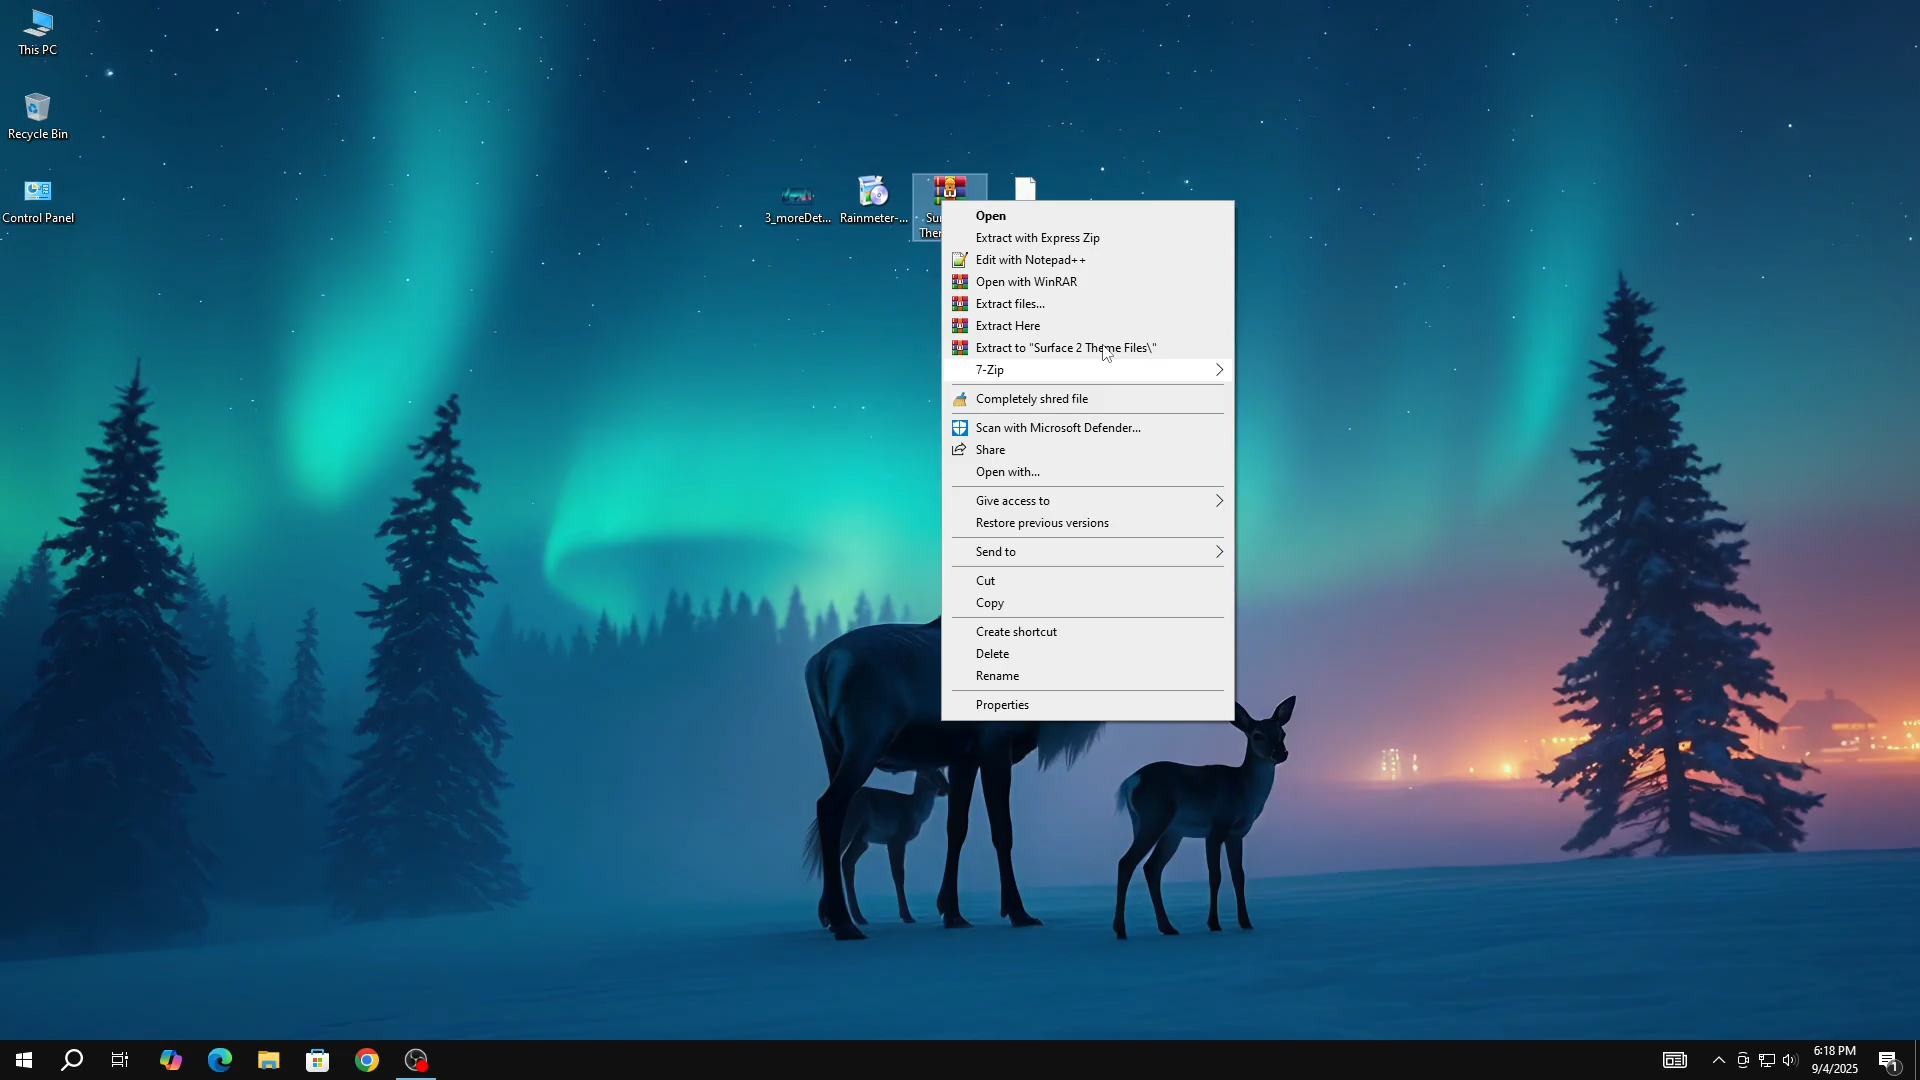 This PC
Recycle Bin
Control Panel
3_moreDet...
Rainmeter-...
Open
Extract with Express Zip
Edit with Notepad++
Open with WinRAR
Extract files...
Extract Here
Extract to "Surface 2 Theme Files\"
7-Zip
Completely shred file
Scan with Microsoft Defender...
Share
Open with...
Give access to
Restore previous versions
Send to
Cut
Copy
Create shortcut
Delete
Rename
Properties
6:18 PM
9/4/2025
1